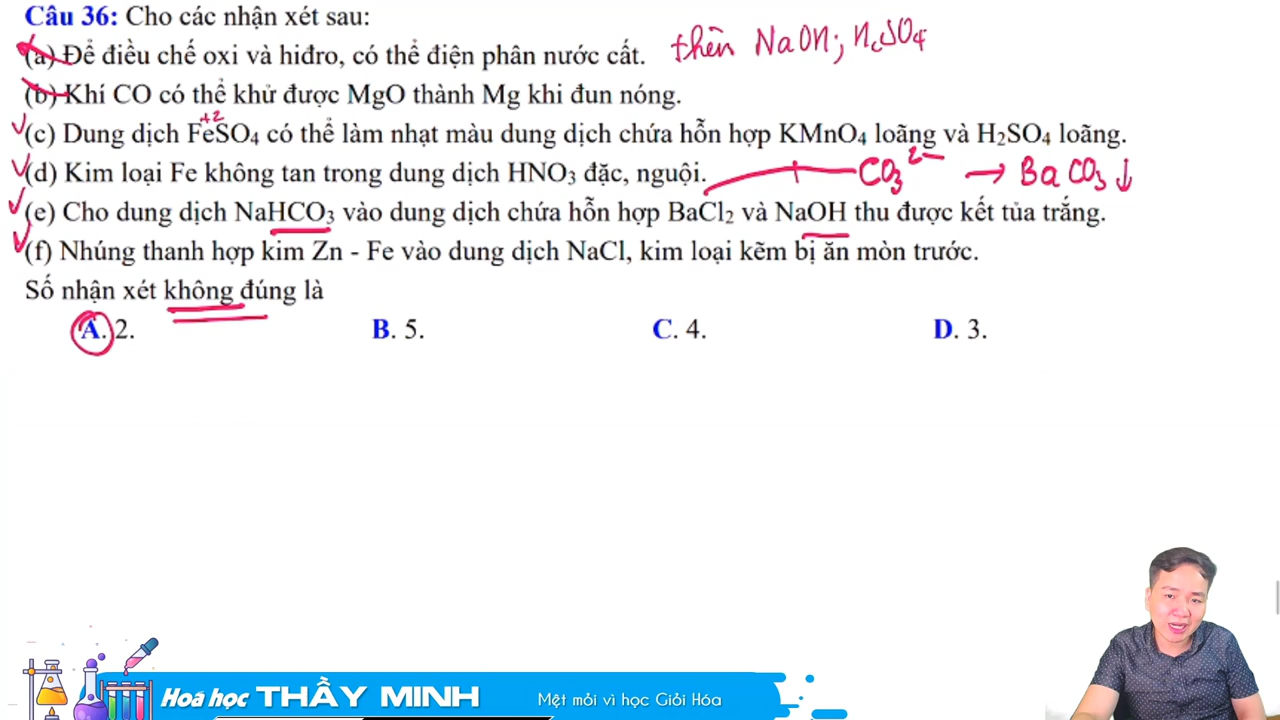 Câu 36: Cho các nhận xét sau:
(a) Để điều chế oxi và hiđro, có thể điện phân nước cất. thêm NaOH; H₂SO₄
(b) Khí CO có thể khử được MgO thành Mg khi đun nóng.
+2
(c) Dung dịch FeSO₄ có thể làm nhạt màu dung dịch chứa hỗn hợp KMnO₄ loãng và H₂SO₄ loãng.
(d) Kim loại Fe không tan trong dung dịch HNO₃ đặc, nguội. CO₃²⁻ → BaCO₃↓
(e) Cho dung dịch NaHCO₃ vào dung dịch chứa hỗn hợp BaCl₂ và NaOH thu được kết tủa trắng.
(f) Nhúng thanh hợp kim Zn - Fe vào dung dịch NaCl, kim loại kẽm bị ăn mòn trước.
Số nhận xét không đúng là
A. 2. B. 5. C. 4. D. 3.
Hoá học THẦY MINH Mệt mỏi vì học Giỏi Hóa